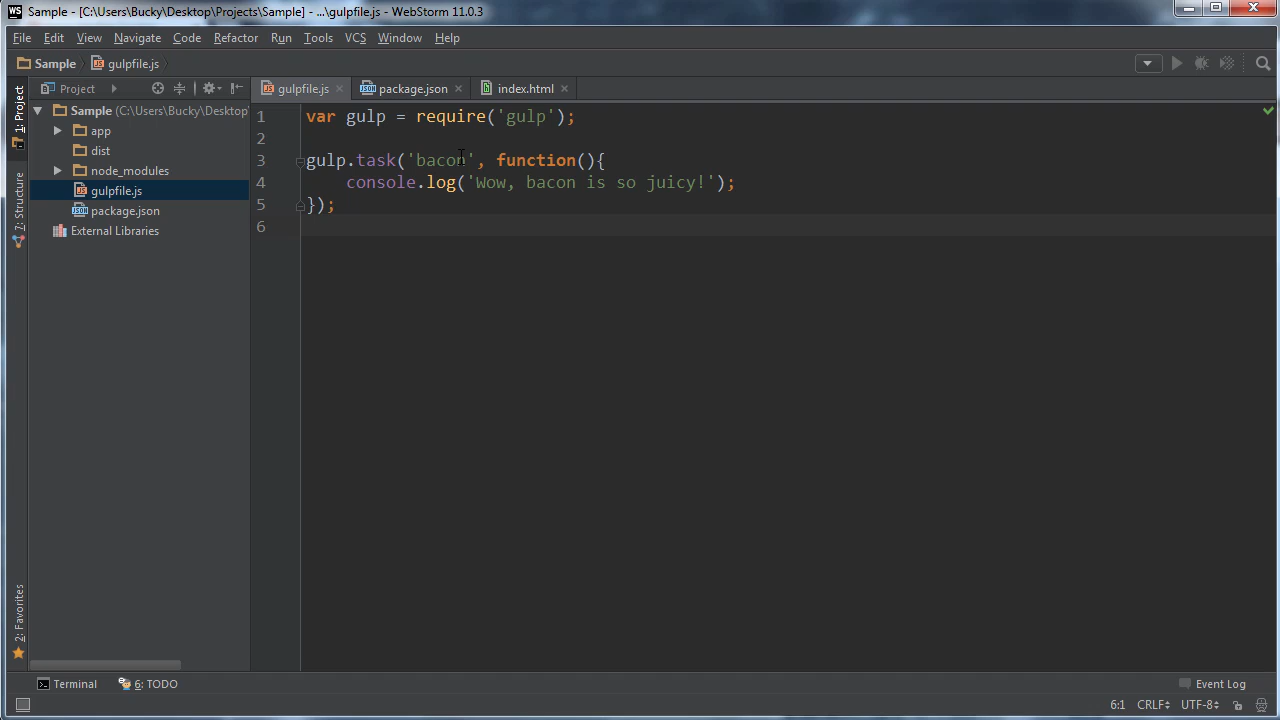 Sample - [C:\Users\Bucky\Desktop\Projects\Sample] - ...\gulpfile.js - WebStorm 11.0.3
File Edit View Navigate Code Refactor Run Tools VCS Window Help
Sample gulpfile.js
Project
gulpfile.js package.json index.html
1: Project
7: Structure
2: Favorites
Sample (C:\Users\Bucky\Desktop
app
dist
node_modules
gulpfile.js
package.json
External Libraries
1 var gulp = require('gulp');
2
3 gulp.task('bacon', function(){
4 console.log('Wow, bacon is so juicy!');
5 });
6
Terminal 6: TODO Event Log
6:1 CRLF UTF-8